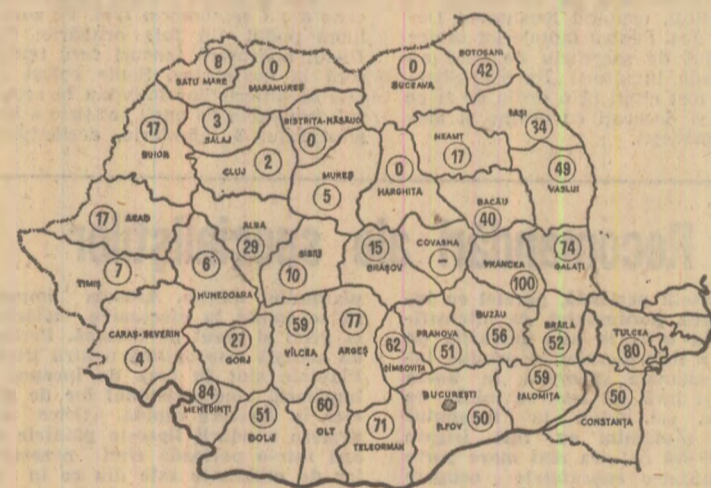 8
SATU MARE
0
MARAMUREȘ
0
SUCEAVA
BOTOȘANI
42
3
SĂLAJ
BISTRIȚA-NĂSĂUD
0
IAȘI
34
17
BIHOR
CLUJ
2
MUREȘ
5
0
HARGHITA
NEAMȚ
17
49
VASLUI
BACĂU
40
17
ARAD
ALBA
29
SIBIU
10
15
BRAȘOV
COVASNA
–
VRANCEA
100
74
GALAȚI
7
TIMIȘ
6
HUNEDOARA
CARAȘ-SEVERIN
4
27
GORJ
59
VÎLCEA
77
ARGEȘ
62
DÎMBOVIȚA
PRAHOVA
51
BUZĂU
56
BRĂILA
52
TULCEA
80
84
MEHEDINȚI
51
DOLJ
60
OLT
71
TELEORMAN
BUCUREȘTI
ILFOV
50
59
IALOMIȚA
50
CONSTANȚA